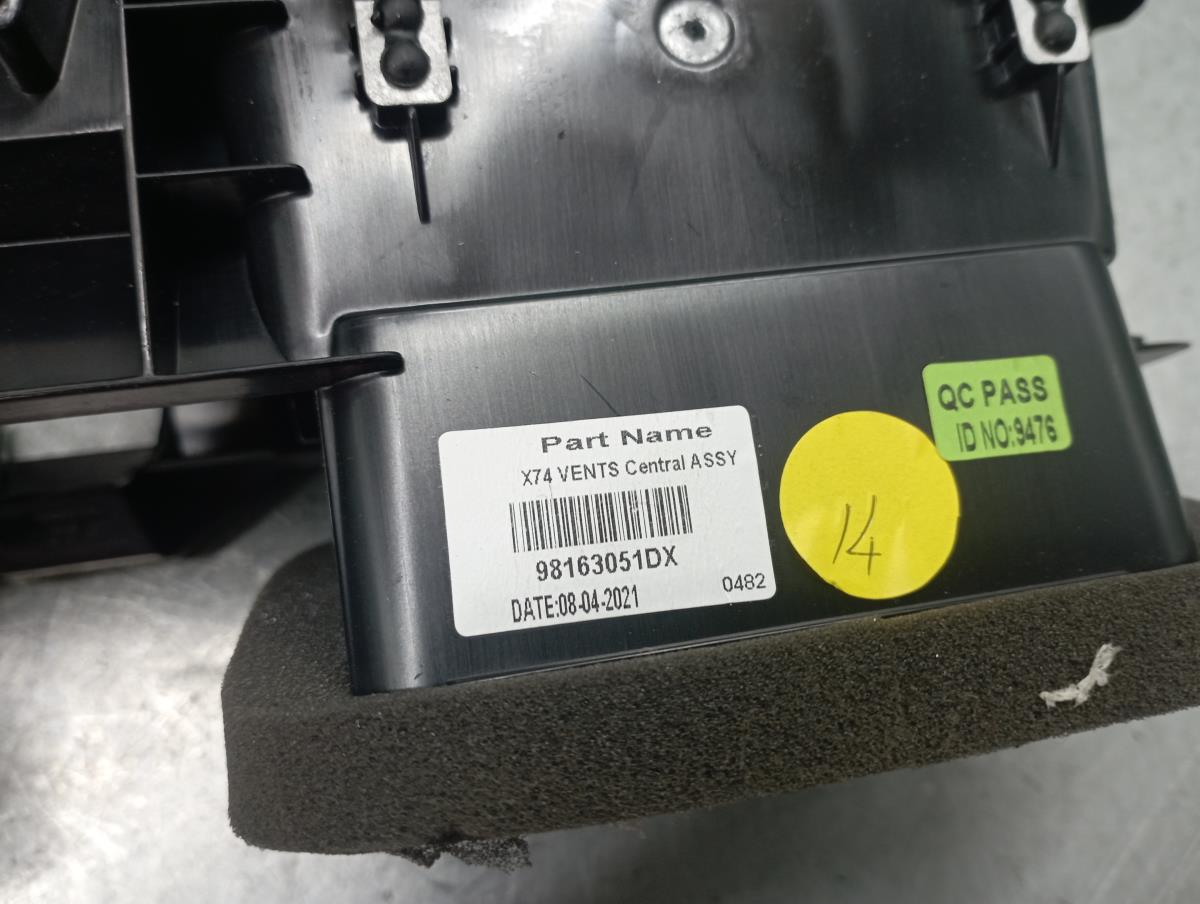 Part Name
X74 VENTS Central ASSY
98163051DX
DATE:08-04-2021
0482
14
QC PASS
ID NO:9476